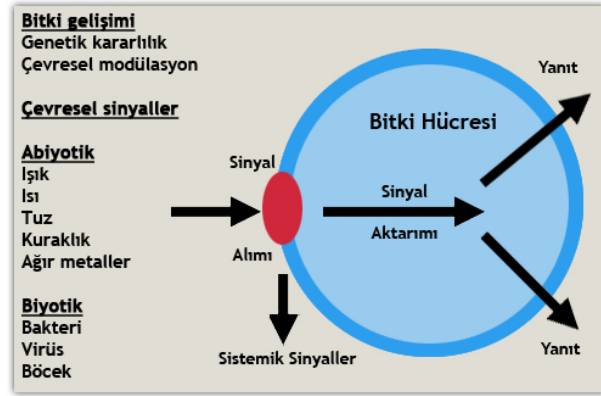 Bitki gelişimi
Genetik kararlılık
Çevresel modülasyon
Çevresel sinyaller
Abiyotik
Işık
Isı
Tuz
Kuraklık
Ağır metaller
Biyotik
Bakteri
Virüs
Böcek
Sinyal
Alımı
Sistemik Sinyaller
Bitki Hücresi
Sinyal
Aktarımı
Yanıt
Yanıt